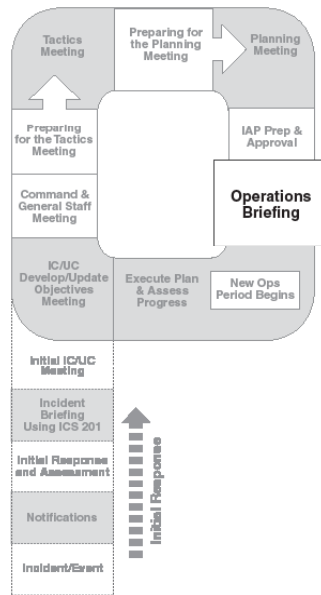 Tactics
Meeting
Preparing for
the Planning
Meeting
Planning
Meeting
Preparing
for the Tactics
Meeting
IAP Prep &
Approval
Command &
General Staff
Meeting
Operations
Briefing
IC/UC
Develop/Update
Objectives
Meeting
Execute Plan
& Assess
Progress
New Ops
Period Begins
Initial IC/UC
Meeting
Incident
Briefing
Using ICS 201
Initial Response
and Assessment
Notifications
Incident/Event
Initial Response